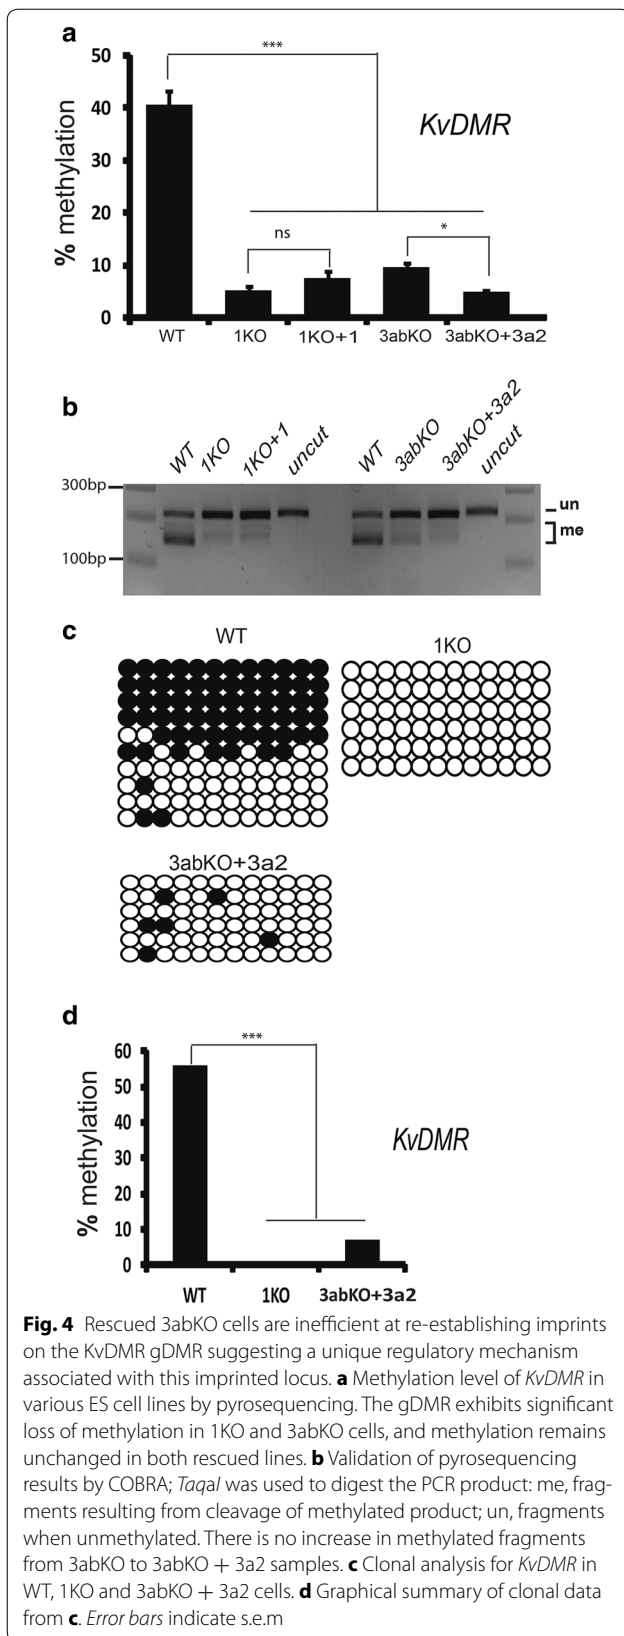 a
50
40
30
20
10
0
% methylation
***
KvDMR
ns
*
WT 1KO 1KO+1 3abKO 3abKO+3a2
b
WT 1KO 1KO+1 uncut WT 3abKO 3abKO+3a2 uncut
300bp
100bp
un
me
c
WT
1KO
3abKO+3a2
d
60
50
40
30
20
10
0
% methylation
***
KvDMR
WT 1KO 3abKO+3a2
Fig. 4 Rescued 3abKO cells are inefficient at re-establishing imprints
on the KvDMR gDMR suggesting a unique regulatory mechanism
associated with this imprinted locus. a Methylation level of KvDMR in
various ES cell lines by pyrosequencing. The gDMR exhibits significant
loss of methylation in 1KO and 3abKO cells, and methylation remains
unchanged in both rescued lines. b Validation of pyrosequencing
results by COBRA; TaqaI was used to digest the PCR product: me, frag-
ments resulting from cleavage of methylated product; un, fragments
when unmethylated. There is no increase in methylated fragments
from 3abKO to 3abKO + 3a2 samples. c Clonal analysis for KvDMR in
WT, 1KO and 3abKO + 3a2 cells. d Graphical summary of clonal data
from c. Error bars indicate s.e.m